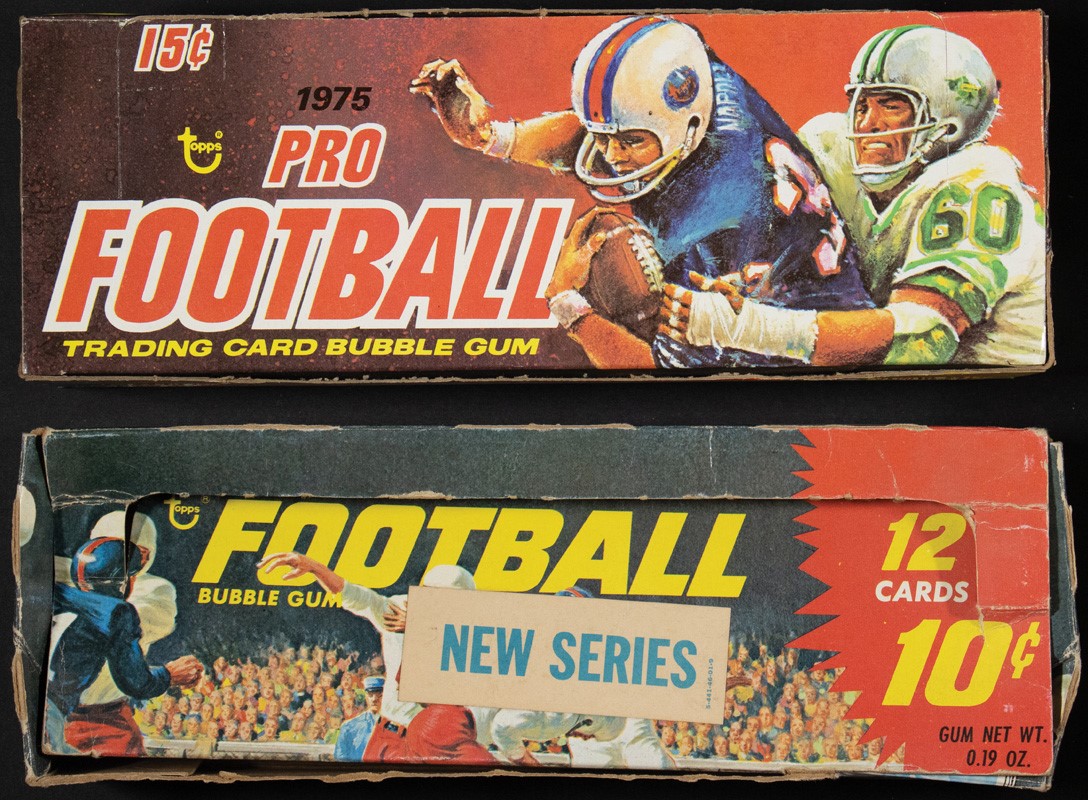 15¢
1975
topps®
PRO
FOOTBALL
TRADING CARD BUBBLE GUM
60
topps®
FOOTBALL
BUBBLE GUM
12
CARDS
10¢
NEW SERIES
GUM NET WT.
0.19 OZ.